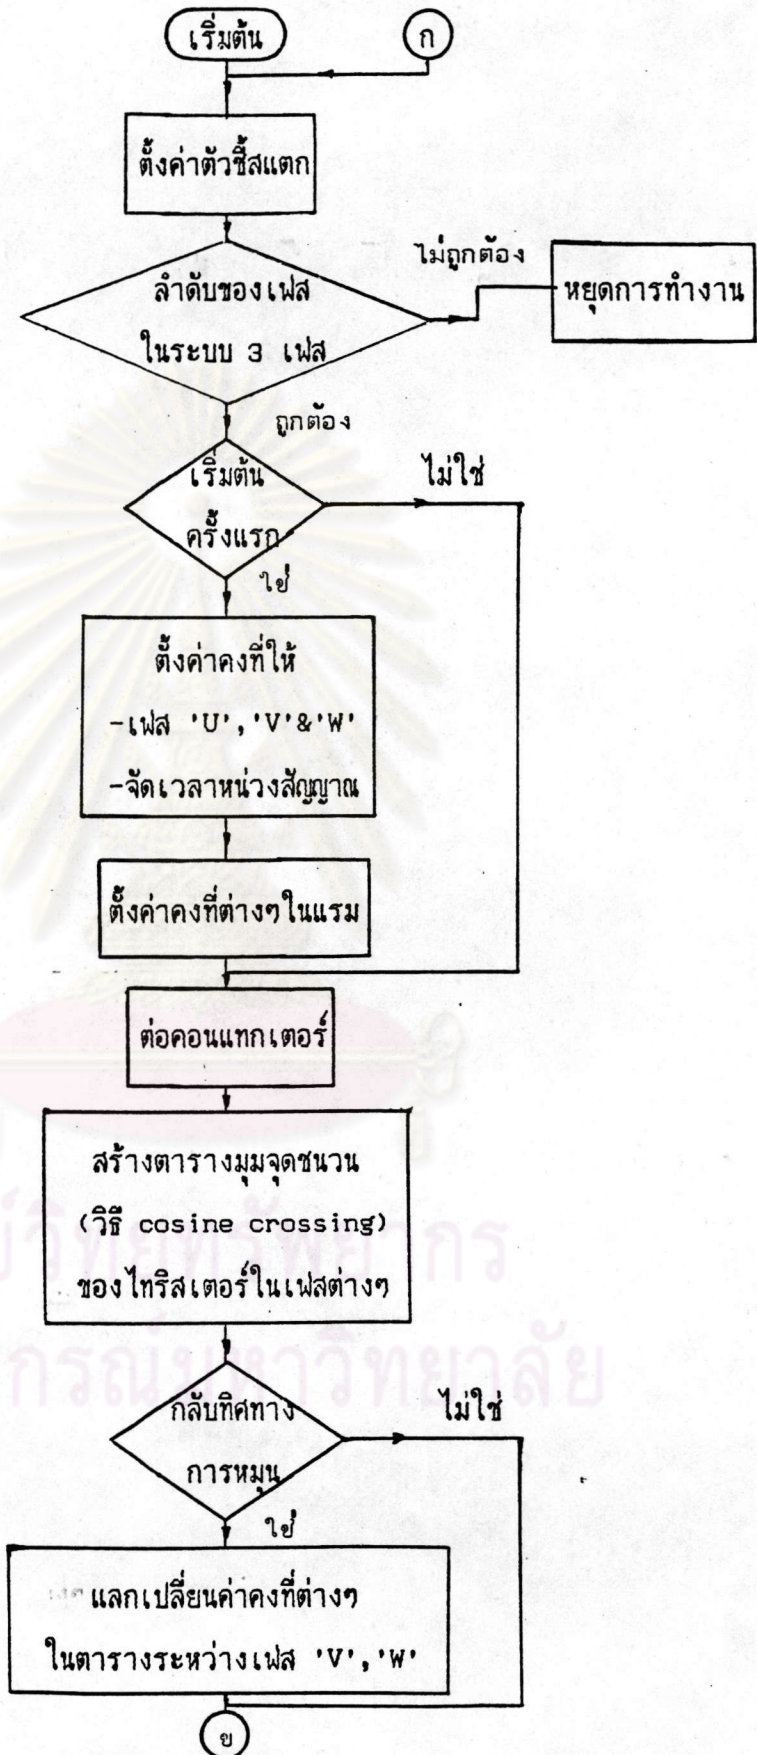 เริ่มต้น
ก
ตั้งค่าตัวชี้สแตก
ไม่ถูกต้อง
ลำดับของเฟส
ในระบบ 3 เฟส
หยุดการทำงาน
ถูกต้อง
เริ่มต้น
ครั้งแรก
ไม่ใช่
ใช่
ตั้งค่าคงที่ให้
-เฟส 'U','V'&'W'
-จัดเวลาหน่วงสัญญาณ
ตั้งค่าคงที่ต่างๆในแรม
ต่อคอนแทกเตอร์
สร้างตารางมุมจุดชนวน
(วิธี cosine crossing)
ของไทริสเตอร์ในเฟสต่างๆ
กลับทิศทาง
การหมุน
ไม่ใช่
ใช่
แลกเปลี่ยนค่าคงที่ต่างๆ
ในตารางระหว่างเฟส 'V','W'
ข